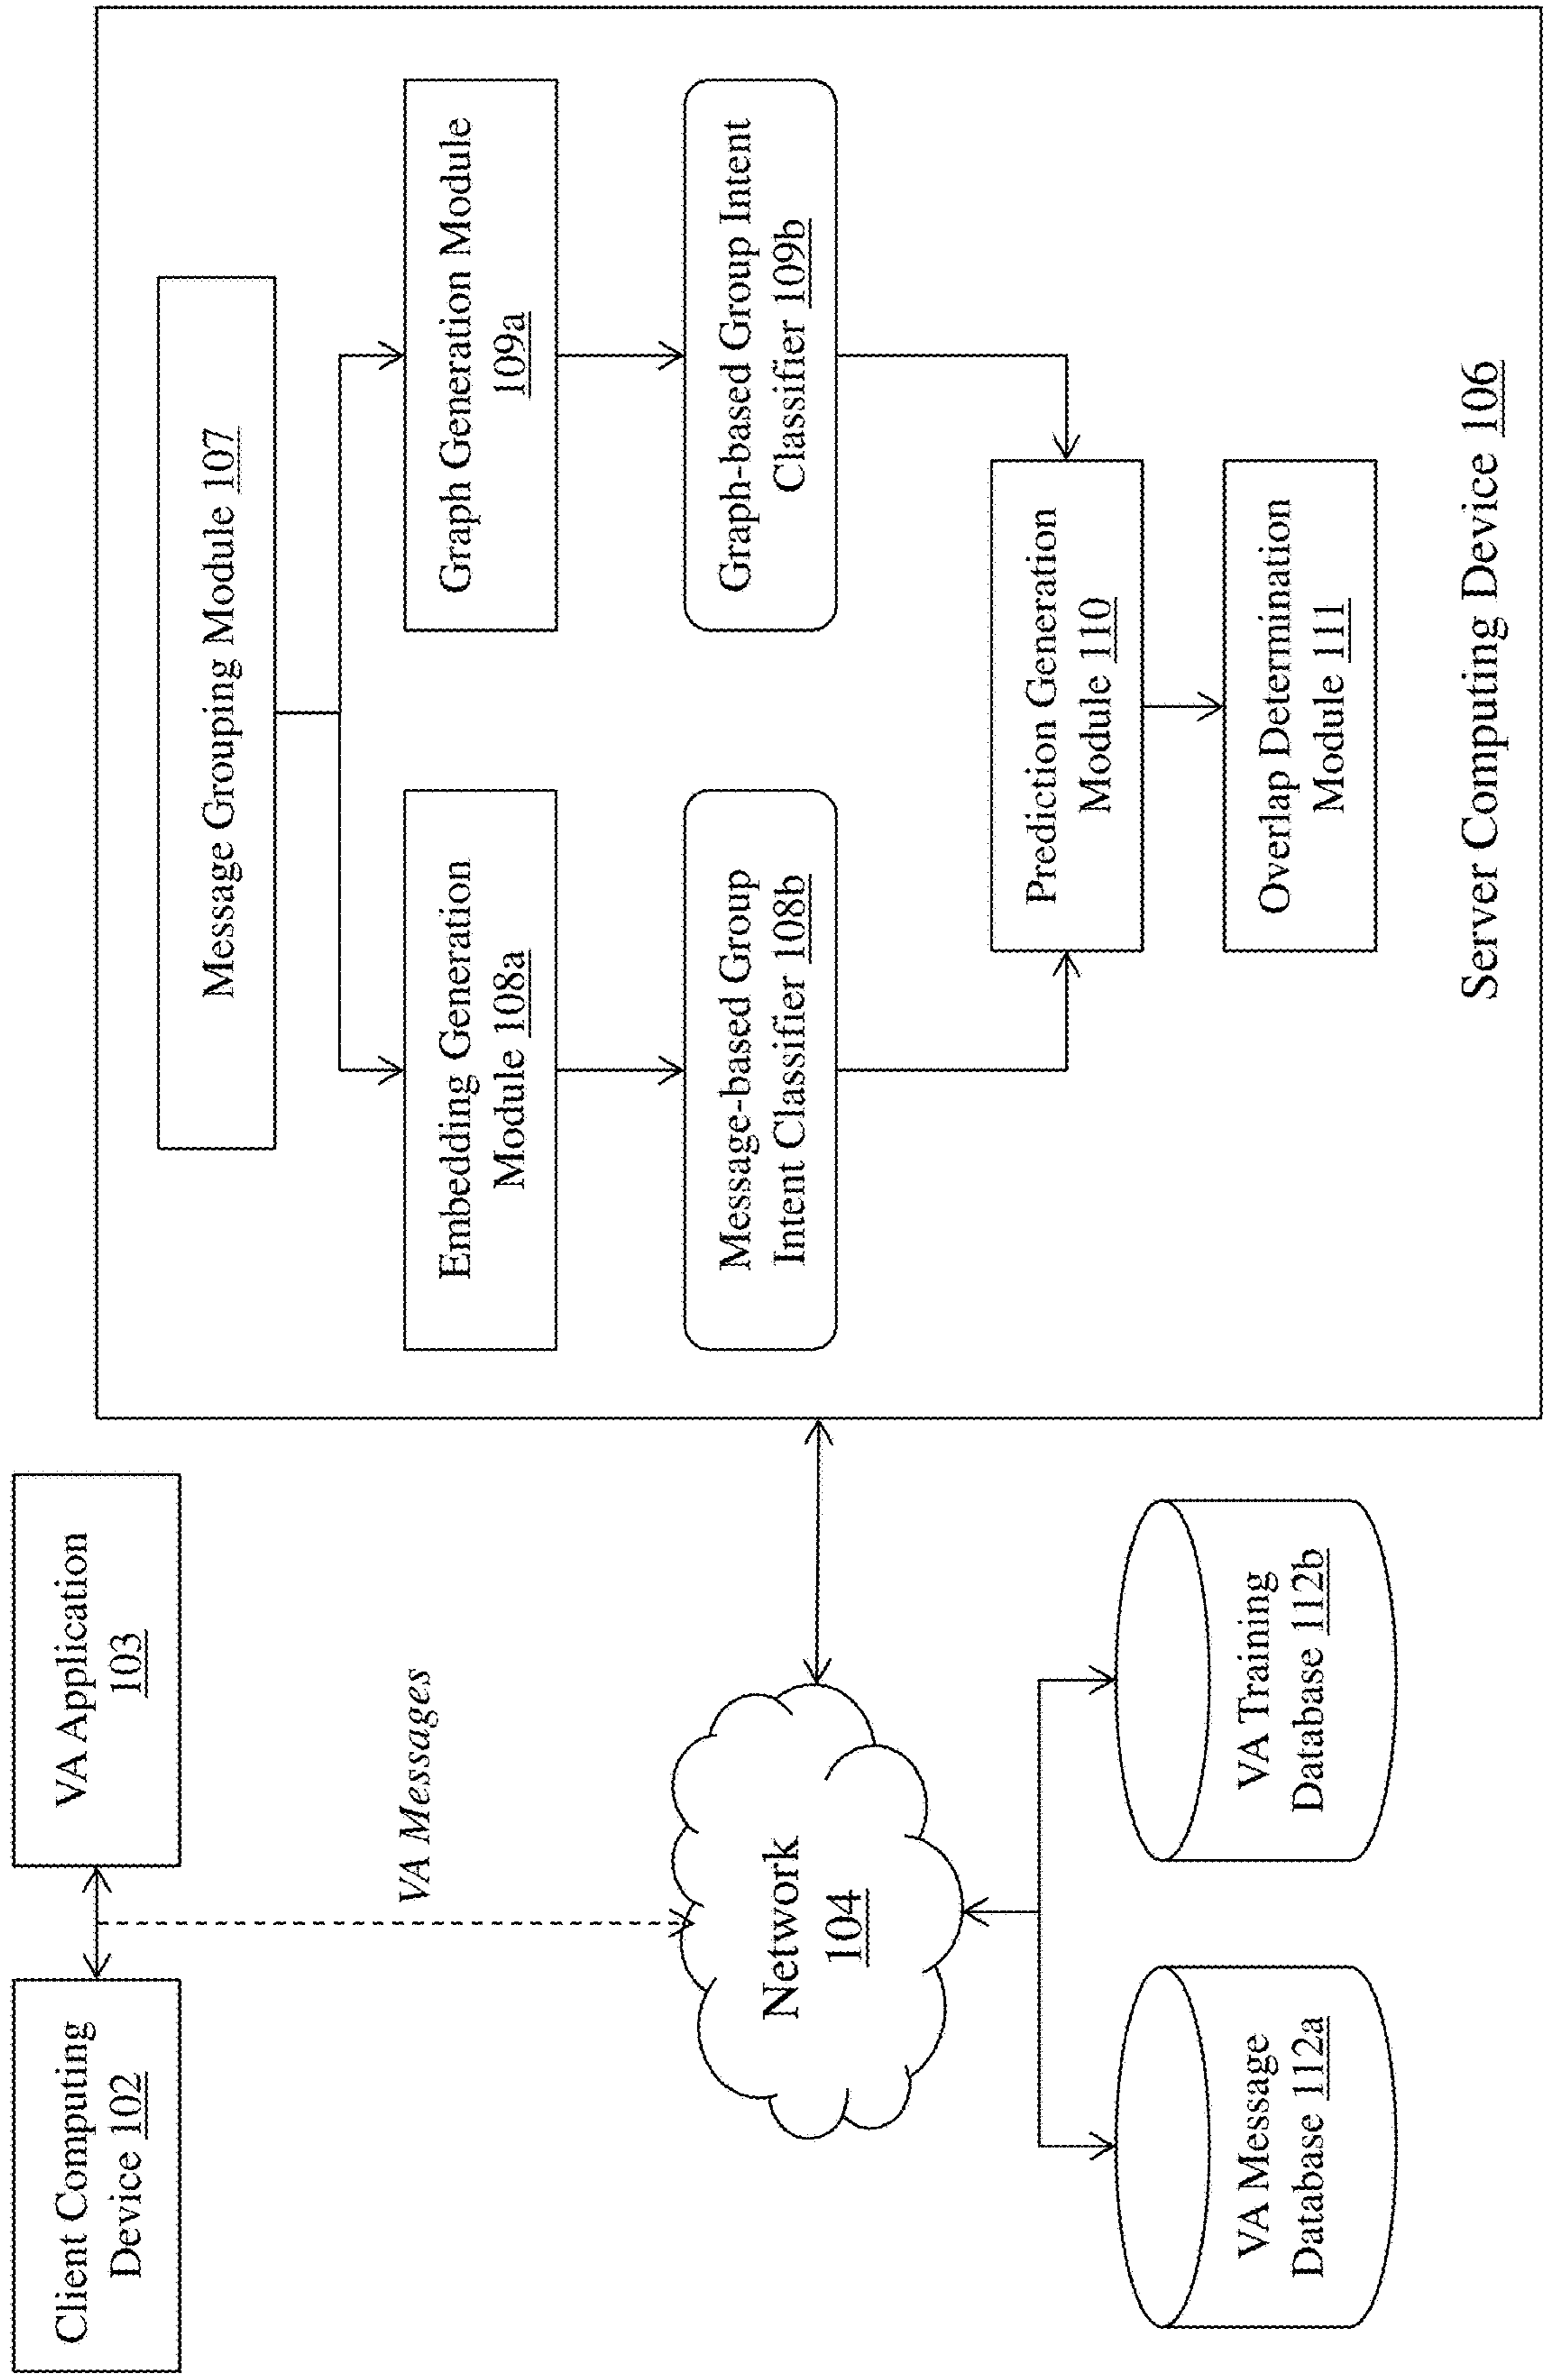 Client Computing
Device 102
VA Application
103
VA Messages
Network
104
VA Message
Database 112a
VA Training
Database 112b
Message Grouping Module 107
Embedding Generation
Module 108a
Graph Generation Module
109a
Message-based Group
Intent Classifier 108b
Graph-based Group Intent
Classifier 109b
Prediction Generation
Module 110
Overlap Determination
Module 111
Server Computing Device 106